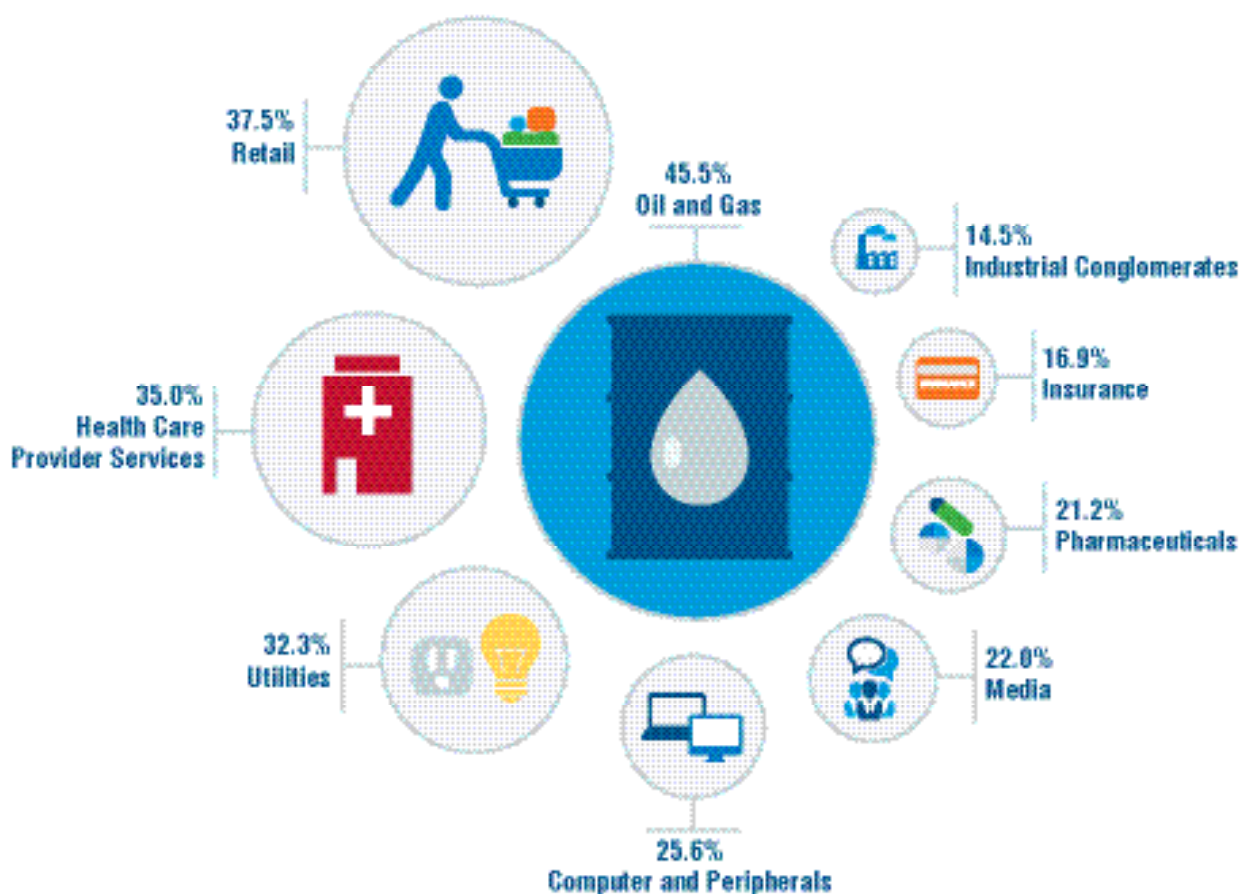 37.5%
Retail
45.5%
Oil and Gas
14.5%
Industrial Conglomerates
16.9%
Insurance
35.0%
Health Care
Provider Services
21.2%
Pharmaceuticals
32.3%
Utilities
22.0%
Media
25.6%
Computer and Peripherals